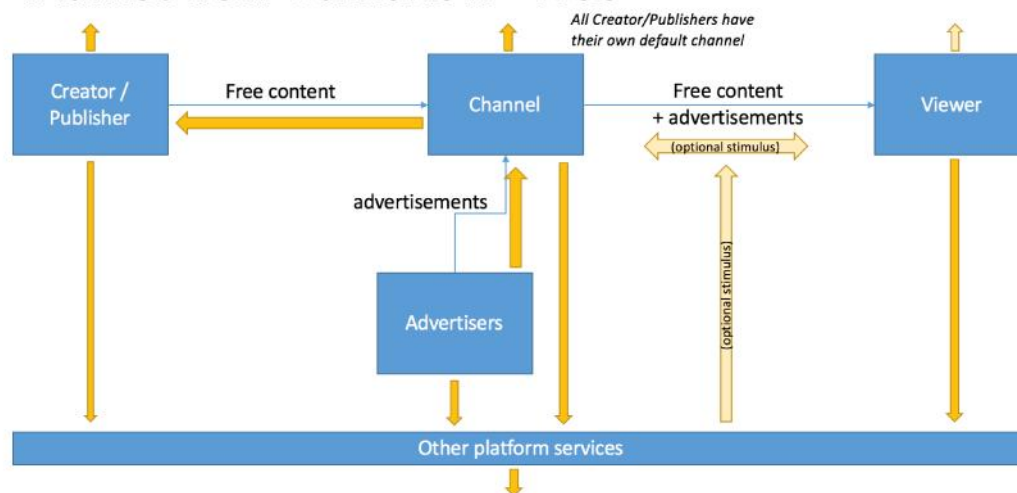 All Creator/Publishers have
their own default channel
Creator /
Publisher
Free content
Channel
Free content
+ advertisements
(optional stimulus)
Viewer
advertisements
Advertisers
(optional stimulus)
Other platform services